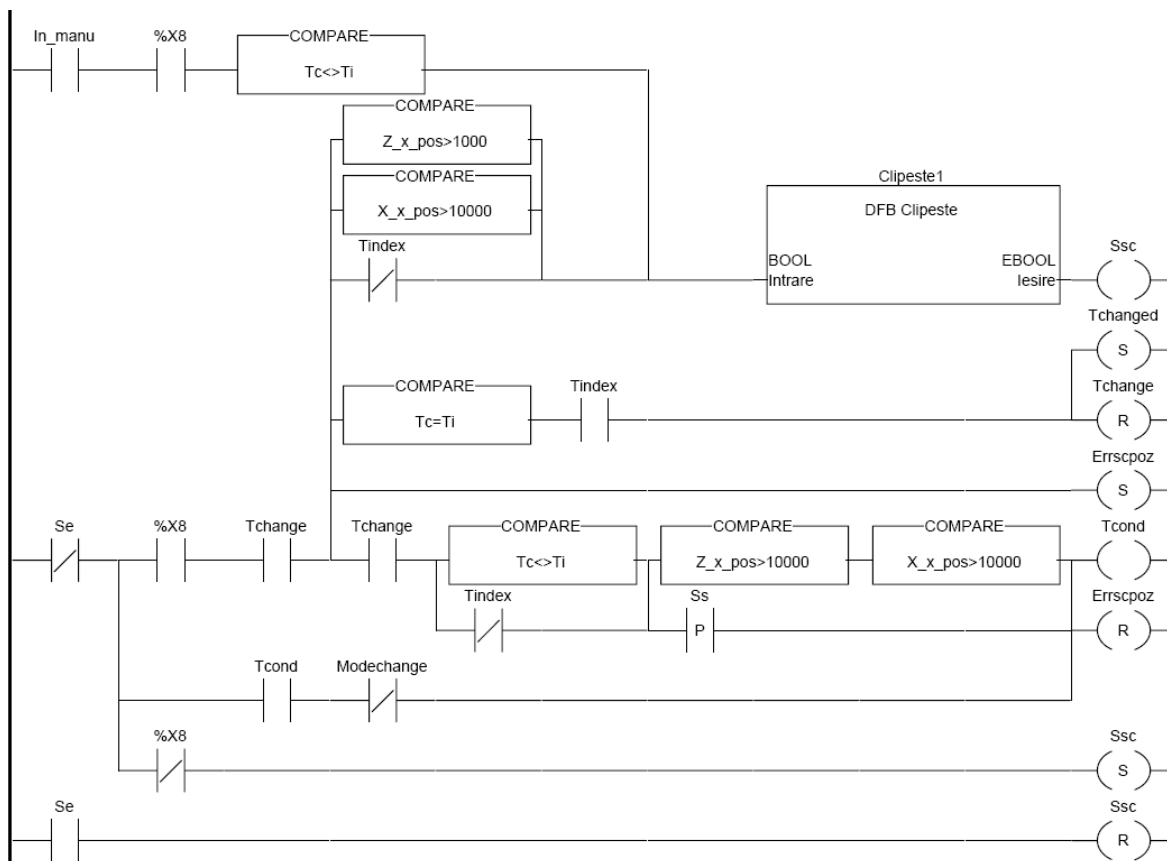 In_manu %X8 COMPARE
Tc<>Ti
COMPARE
Z_x_pos>1000
COMPARE
X_x_pos>10000
Clipeste1
DFB Clipeste
Tindex BOOL EBOOL Ssc
Intrare Iesire
Tchanged
S
COMPARE Tindex Tchange
Tc=Ti R
Errscpoz
S
Se %X8 Tchange Tchange COMPARE COMPARE COMPARE Tcond
Tc<>Ti Z_x_pos>10000 X_x_pos>10000
Tindex Ss Errscpoz
P R
Tcond Modechange
%X8 Ssc
S
Se Ssc
R